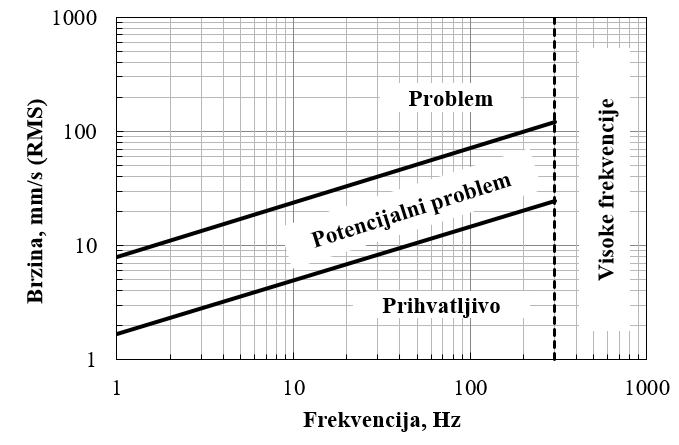 1000
100
10
1
Brzina, mm/s (RMS)
Problem
Potencijalni problem
Prihvatljivo
Visoke frekvencije
1
10
100
1000
Frekvencija, Hz